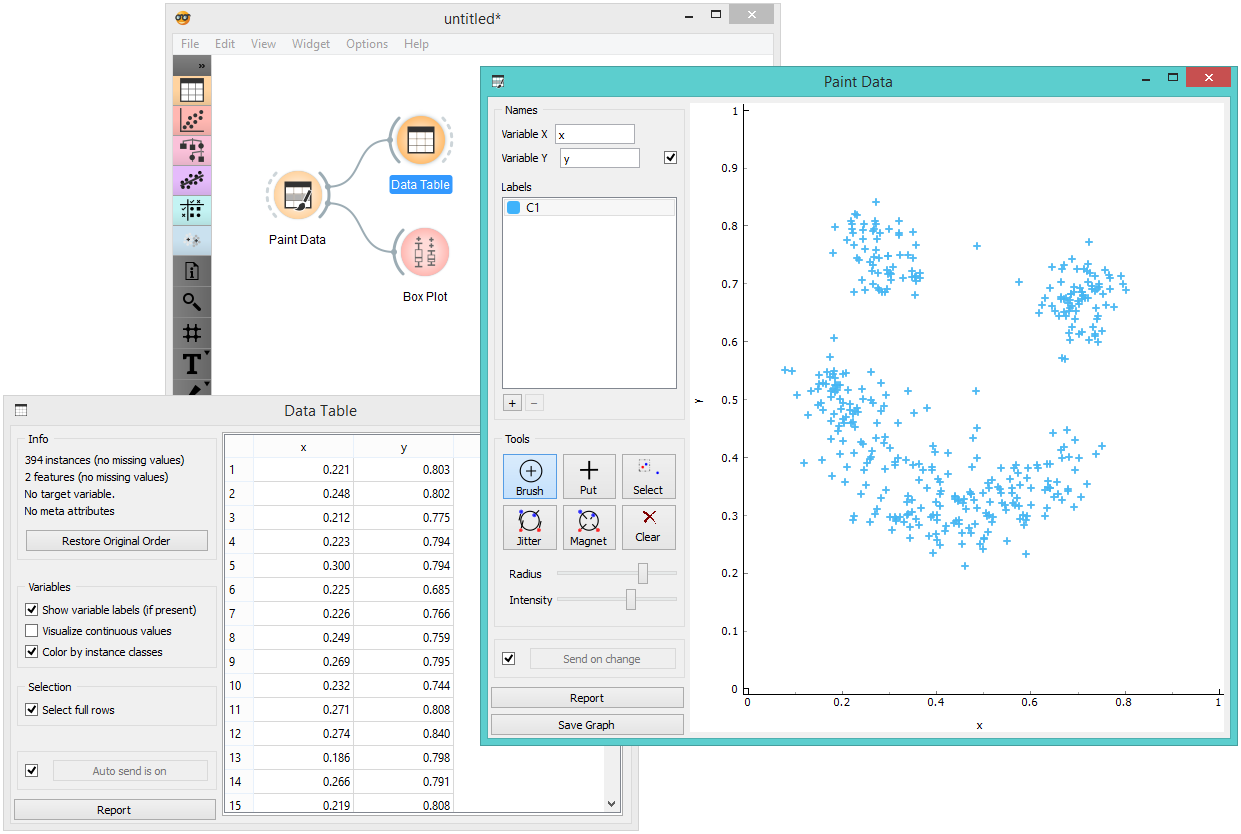 untitled*
File Edit View Widget Options Help
»
Data Table
Paint Data
Box Plot
T
Paint Data
Names
Variable X x
Variable Y y
Labels
C1
+ −
Tools
Brush Put Select
Jitter Magnet Clear
Radius
Intensity
Send on change
Report
Save Graph
1
0.9
0.8
0.7
0.6
0.5
0.4
0.3
0.2
0.1
0
y
0 0.2 0.4 0.6 0.8 1
x
Data Table
Info
394 instances (no missing values)
2 features (no missing values)
No target variable.
No meta attributes
Restore Original Order
Variables
Show variable labels (if present)
Visualize continuous values
Color by instance classes
Selection
Select full rows
Auto send is on
Report
x y
1 0.221 0.803
2 0.248 0.802
3 0.212 0.775
4 0.223 0.794
5 0.300 0.794
6 0.225 0.685
7 0.226 0.766
8 0.249 0.759
9 0.269 0.795
10 0.232 0.744
11 0.271 0.808
12 0.274 0.840
13 0.186 0.798
14 0.266 0.791
15 0.219 0.808